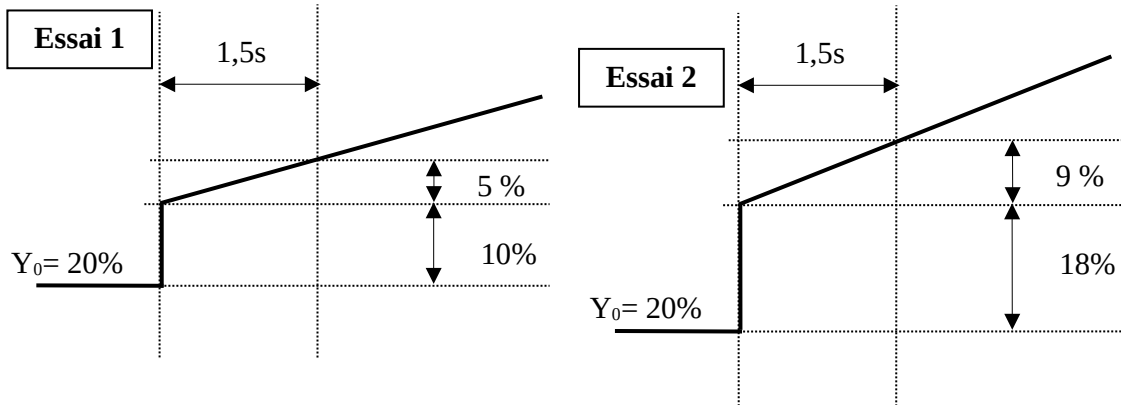 Essai 1
1,5s
5 %
10%
Y₀= 20%
Essai 2
1,5s
9 %
18%
Y₀= 20%